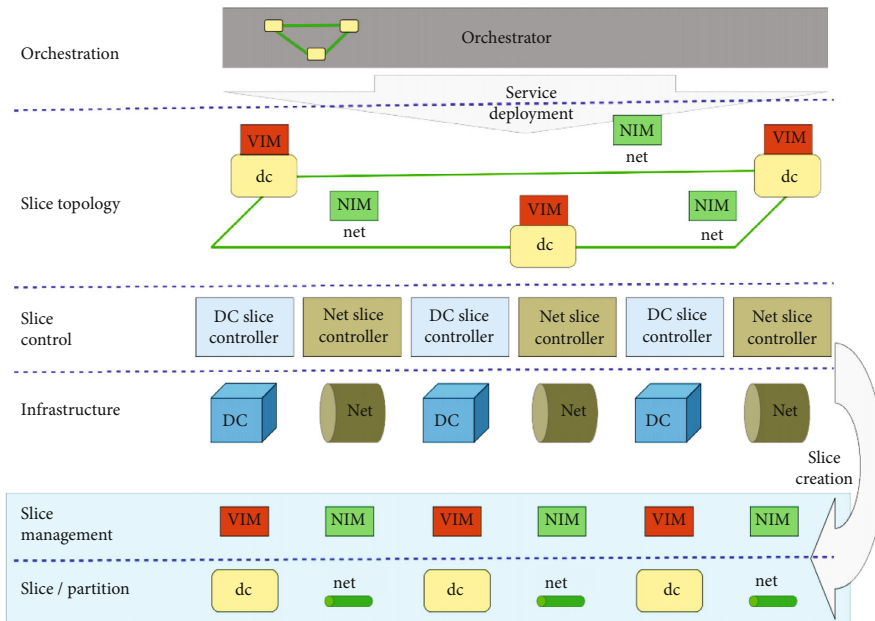 Orchestration
Orchestrator
Service
deployment
NIM
net
VIM
dc
VIM
dc
Slice topology
NIM
net
VIM
dc
NIM
net
Slice
control
DC slice
controller
Net slice
controller
DC slice
controller
Net slice
controller
DC slice
controller
Net slice
controller
Infrastructure
DC
Net
DC
Net
DC
Net
Slice
creation
Slice
management
VIM
NIM
VIM
NIM
VIM
NIM
Slice / partition
dc
net
dc
net
dc
net